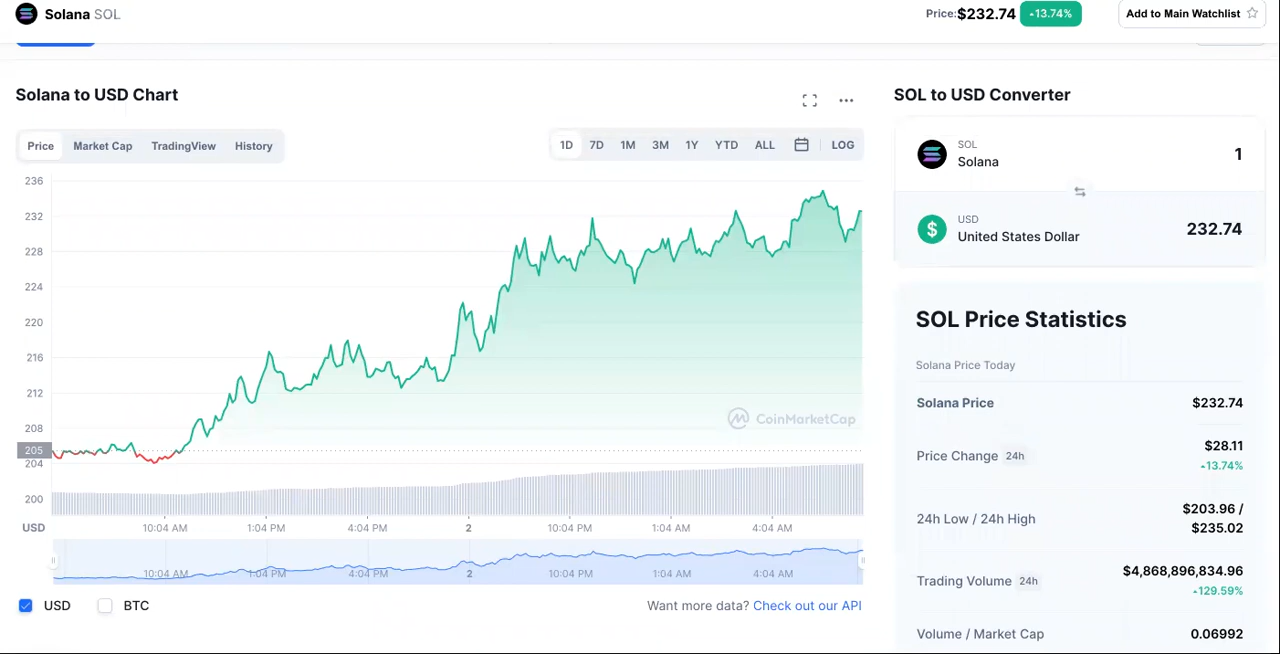 Solana SOL
Price:$232.74 13.74%
Add to Main Watchlist
Solana to USD Chart
Price Market Cap TradingView History
1D 7D 1M 3M 1Y YTD ALL LOG
236
232
228
224
220
216
212
208
205
204
200
CoinMarketCap
USD 10:04 AM 1:04 PM 4:04 PM 2 10:04 PM 1:04 AM 4:04 AM
10:04 AM 1:04 PM 4:04 PM 2 10:04 PM 1:04 AM 4:04 AM
USD BTC
Want more data? Check out our API
SOL to USD Converter
SOL
Solana
1
USD
United States Dollar
232.74
SOL Price Statistics
Solana Price Today
Solana Price $232.74
Price Change 24h $28.11
13.74%
24h Low / 24h High $203.96 /
$235.02
Trading Volume 24h $4,868,896,834.96
129.59%
Volume / Market Cap 0.06992